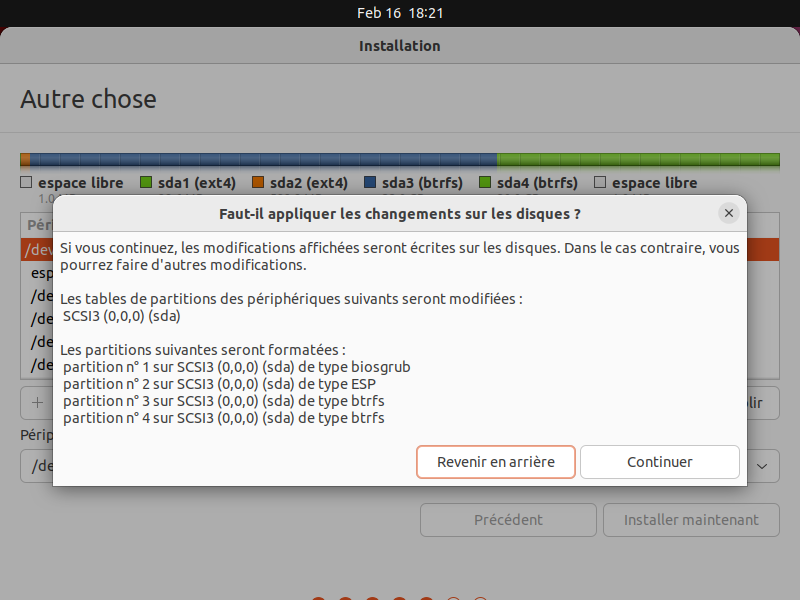 Feb 16 18:21
Installation
Autre chose
espace libre sda1 (ext4) sda2 (ext4) sda3 (btrfs) sda4 (btrfs) espace libre
Faut-il appliquer les changements sur les disques ?
Si vous continuez, les modifications affichées seront écrites sur les disques. Dans le cas contraire, vous
pourrez faire d'autres modifications.
Les tables de partitions des périphériques suivants seront modifiées :
SCSI3 (0,0,0) (sda)
Les partitions suivantes seront formatées :
partition n° 1 sur SCSI3 (0,0,0) (sda) de type biosgrub
partition n° 2 sur SCSI3 (0,0,0) (sda) de type ESP
partition n° 3 sur SCSI3 (0,0,0) (sda) de type btrfs
partition n° 4 sur SCSI3 (0,0,0) (sda) de type btrfs
Revenir en arrière Continuer
Précédent Installer maintenant